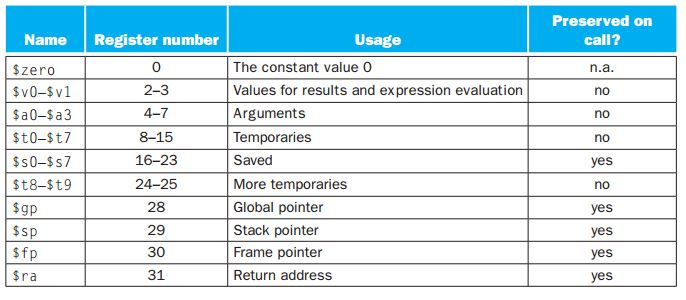 Name Register number Usage Preserved on call?
$zero 0 The constant value 0 n.a.
$v0–$v1 2–3 Values for results and expression evaluation no
$a0–$a3 4–7 Arguments no
$t0–$t7 8–15 Temporaries no
$s0–$s7 16–23 Saved yes
$t8–$t9 24–25 More temporaries no
$gp 28 Global pointer yes
$sp 29 Stack pointer yes
$fp 30 Frame pointer yes
$ra 31 Return address yes